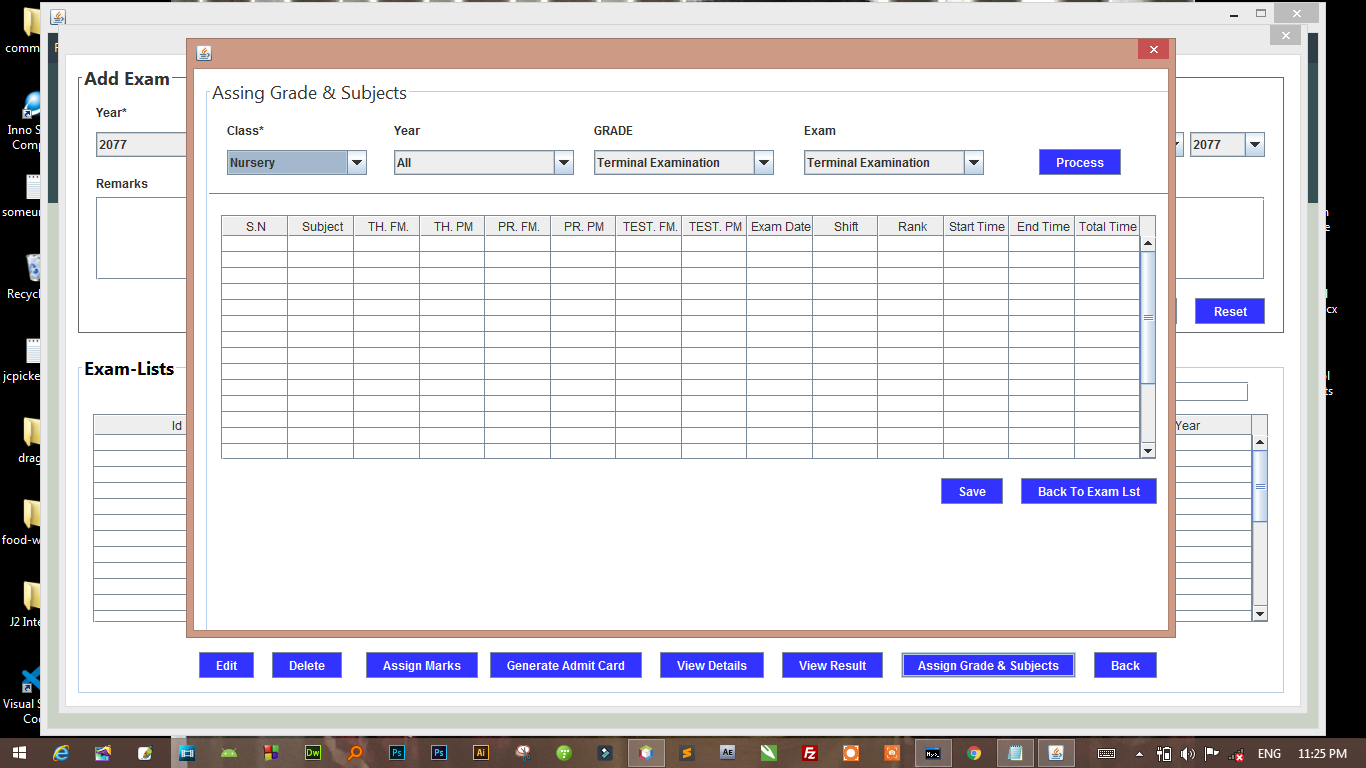 comm
Inno S
Comp
someur
Recycl
jcpicke
drag
food-w
J2 Inte
Visual S
Coc
Add Exam
Year*
2077
Remarks
2077
Reset
Exam-Lists
Id
Year
Assing Grade & Subjects
Class* Year GRADE Exam
Nursery All Terminal Examination Terminal Examination Process
S.N Subject TH. FM. TH. PM PR. FM. PR. PM TEST. FM. TEST. PM Exam Date Shift Rank Start Time End Time Total Time
Save Back To Exam Lst
Edit Delete Assign Marks Generate Admit Card View Details View Result Assign Grade & Subjects Back
cx
Dw Ps Ps Ai Ae Fz
ENG 11:25 PM